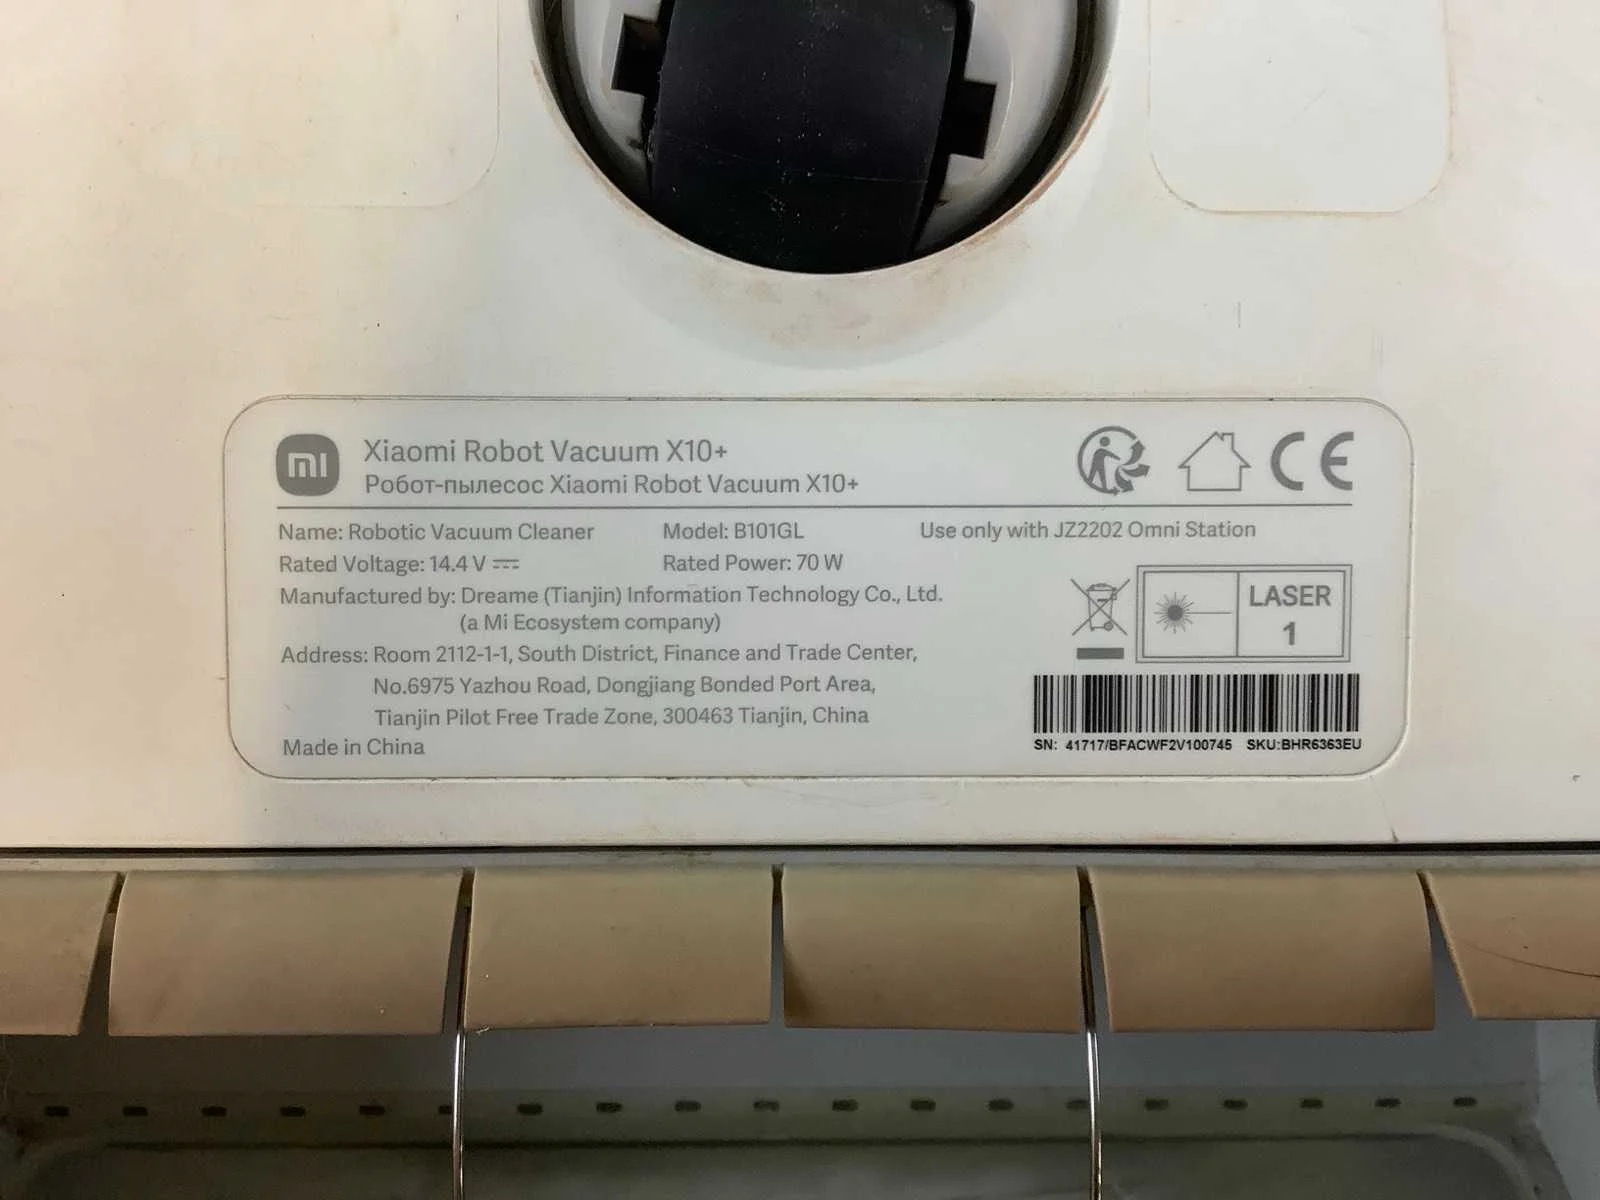 mi Xiaomi Robot Vacuum X10+
Робот-пылесос Xiaomi Robot Vacuum X10+
CE
Name: Robotic Vacuum Cleaner Model: B101GL Use only with JZ2202 Omni Station
Rated Voltage: 14.4 V Rated Power: 70 W
Manufactured by: Dreame (Tianjin) Information Technology Co., Ltd.
(a Mi Ecosystem company)
Address: Room 2112-1-1, South District, Finance and Trade Center,
No.6975 Yazhou Road, Dongjiang Bonded Port Area,
Tianjin Pilot Free Trade Zone, 300463 Tianjin, China
Made in China
LASER
1
SN: 41717/BFACWF2V100745 SKU:BHR6363EU